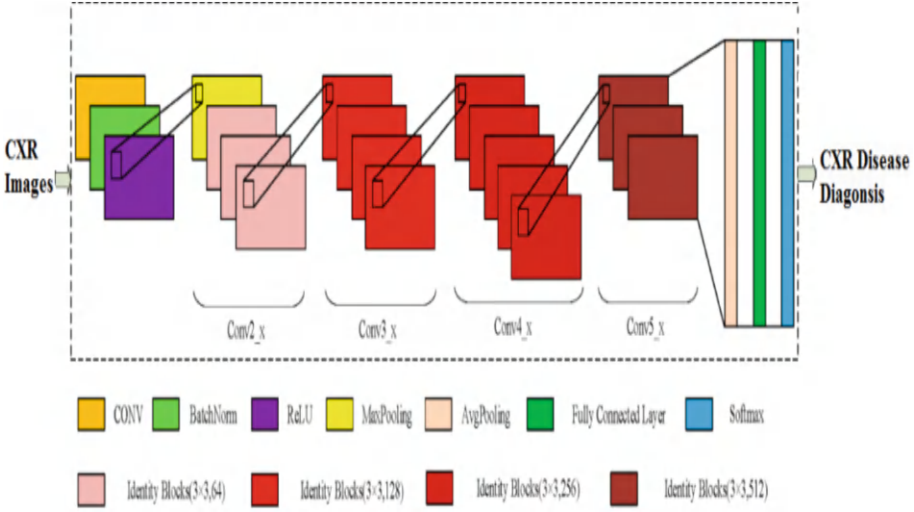 CXR
Images
CXR Disease
Diagonsis
Conv2_x
Conv3_x
Conv4_x
Conv5_x
CONV
BatchNorm
ReLU
MaxPooling
AvgPooling
Fully Connected Layer
Softmax
Identity Blocks(3×3,64)
Identity Blocks(3×3,128)
Identity Blocks(3×3,256)
Identity Blocks(3×3,512)